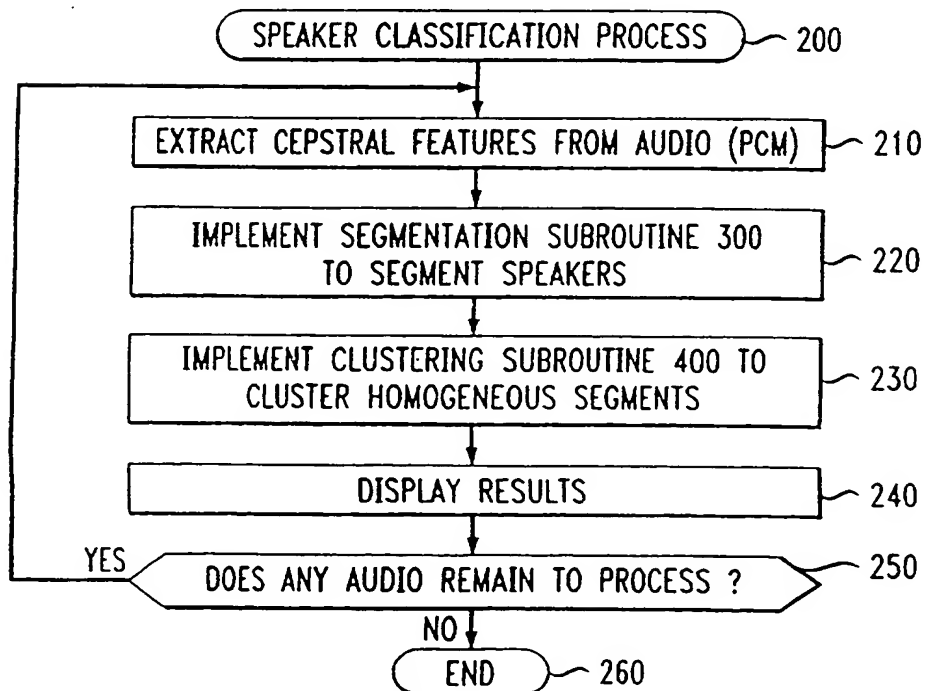 SPEAKER CLASSIFICATION PROCESS 200
EXTRACT CEPSTRAL FEATURES FROM AUDIO (PCM) 210
IMPLEMENT SEGMENTATION SUBROUTINE 300
TO SEGMENT SPEAKERS 220
IMPLEMENT CLUSTERING SUBROUTINE 400 TO
CLUSTER HOMOGENEOUS SEGMENTS 230
DISPLAY RESULTS 240
YES
DOES ANY AUDIO REMAIN TO PROCESS ? 250
NO
END 260